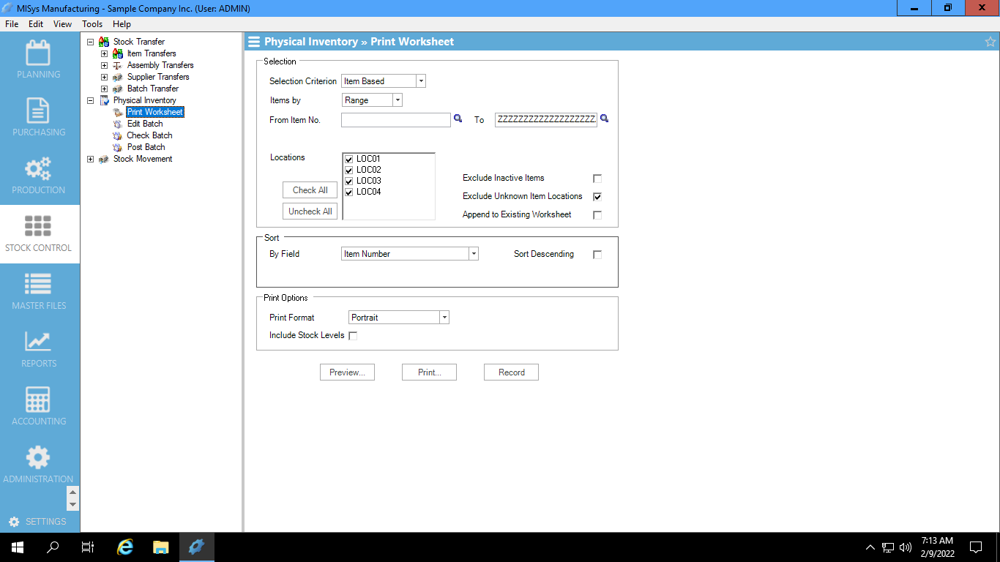 MISys Manufacturing - Sample Company Inc. (User: ADMIN)
File Edit View Tools Help
PLANNING
PURCHASING
PRODUCTION
STOCK CONTROL
MASTER FILES
REPORTS
ACCOUNTING
ADMINISTRATION
SETTINGS
Stock Transfer
Item Transfers
Assembly Transfers
Supplier Transfers
Batch Transfer
Physical Inventory
Print Worksheet
Edit Batch
Check Batch
Post Batch
Stock Movement
Physical Inventory » Print Worksheet
Selection
Selection Criterion Item Based
Items by Range
From Item No. To ZZZZZZZZZZZZZZZZZZZ
Locations
LOC01
LOC02
LOC03
LOC04
Check All
Uncheck All
Exclude Inactive Items
Exclude Unknown Item Locations
Append to Existing Worksheet
Sort
By Field Item Number Sort Descending
Print Options
Print Format Portrait
Include Stock Levels
Preview... Print... Record
7:13 AM
2/9/2022